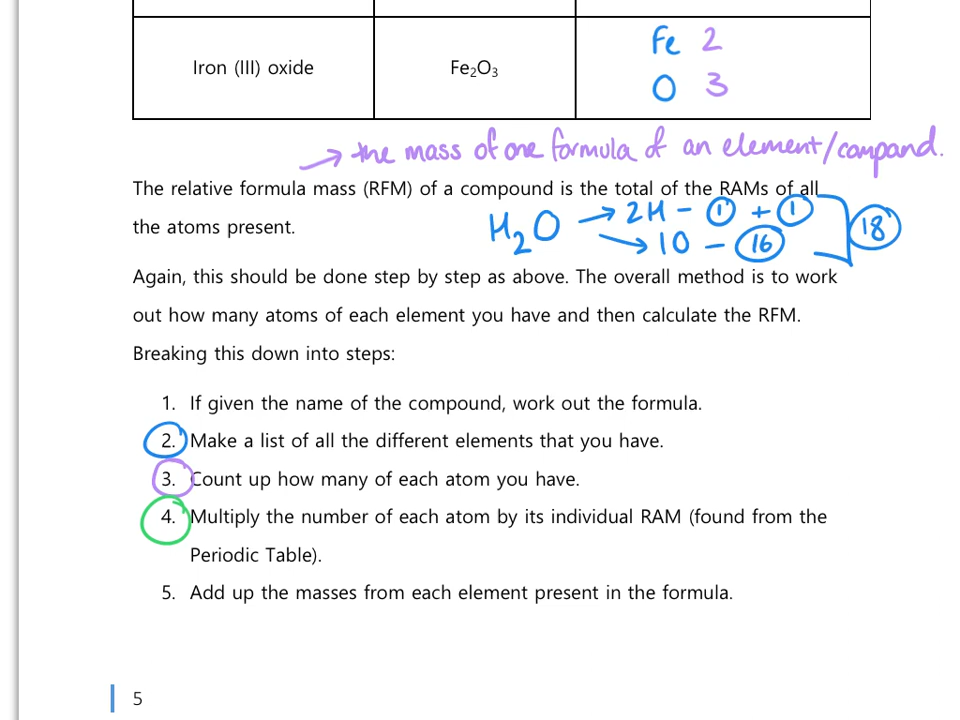 Iron (III) oxide Fe₂O₃ Fe 2
O 3
→ the mass of one formula of an element/compand.
The relative formula mass (RFM) of a compound is the total of the RAMs of all
the atoms present.
H₂O → 2H - 1 + 1
→ 1O - 16
18
Again, this should be done step by step as above. The overall method is to work
out how many atoms of each element you have and then calculate the RFM.
Breaking this down into steps:
1. If given the name of the compound, work out the formula.
2. Make a list of all the different elements that you have.
3. Count up how many of each atom you have.
4. Multiply the number of each atom by its individual RAM (found from the
Periodic Table).
5. Add up the masses from each element present in the formula.
5